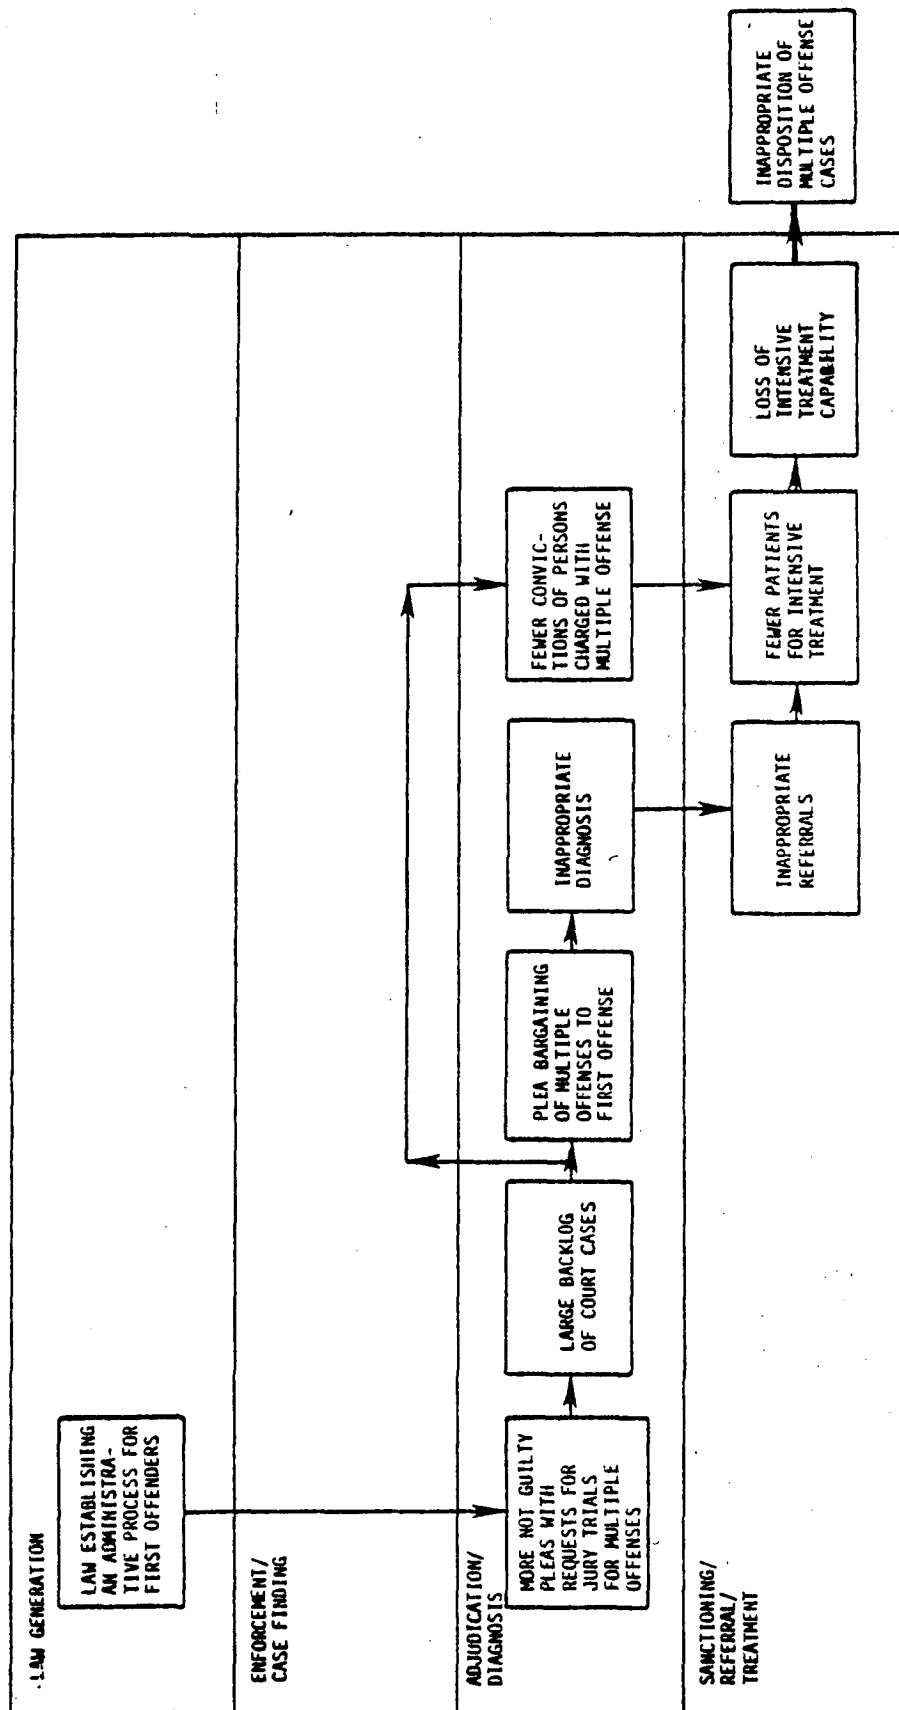 LAW GENERATION
LAW ESTABLISHING
AN ADMINISTRA-
TIVE PROCESS FOR
FIRST OFFENDERS
ENFORCEMENT/
CASE FINDING
ADJUDICATION/
DIAGNOSIS
MORE NOT GUILTY
PLEAS WITH
REQUESTS FOR
JURY TRIALS
FOR MULTIPLE
OFFENSES
LARGE BACKLOG
OF COURT CASES
PLEA BARGAINING
OF MULTIPLE
OFFENSES TO
FIRST OFFENSE
INAPPROPRIATE
DIAGNOSIS
FEWER CONVIC-
TIONS OF PERSONS
CHARGED WITH
MULTIPLE OFFENSE
SANCTIONING/
REFERRAL/
TREATMENT
INAPPROPRIATE
REFERRALS
FEWER PATIENTS
FOR INTENSIVE
TREATMENT
LOSS OF
INTENSIVE
TREATMENT
CAPABILITY
INAPPROPRIATE
DISPOSITION OF
MULTIPLE OFFENSE
CASES